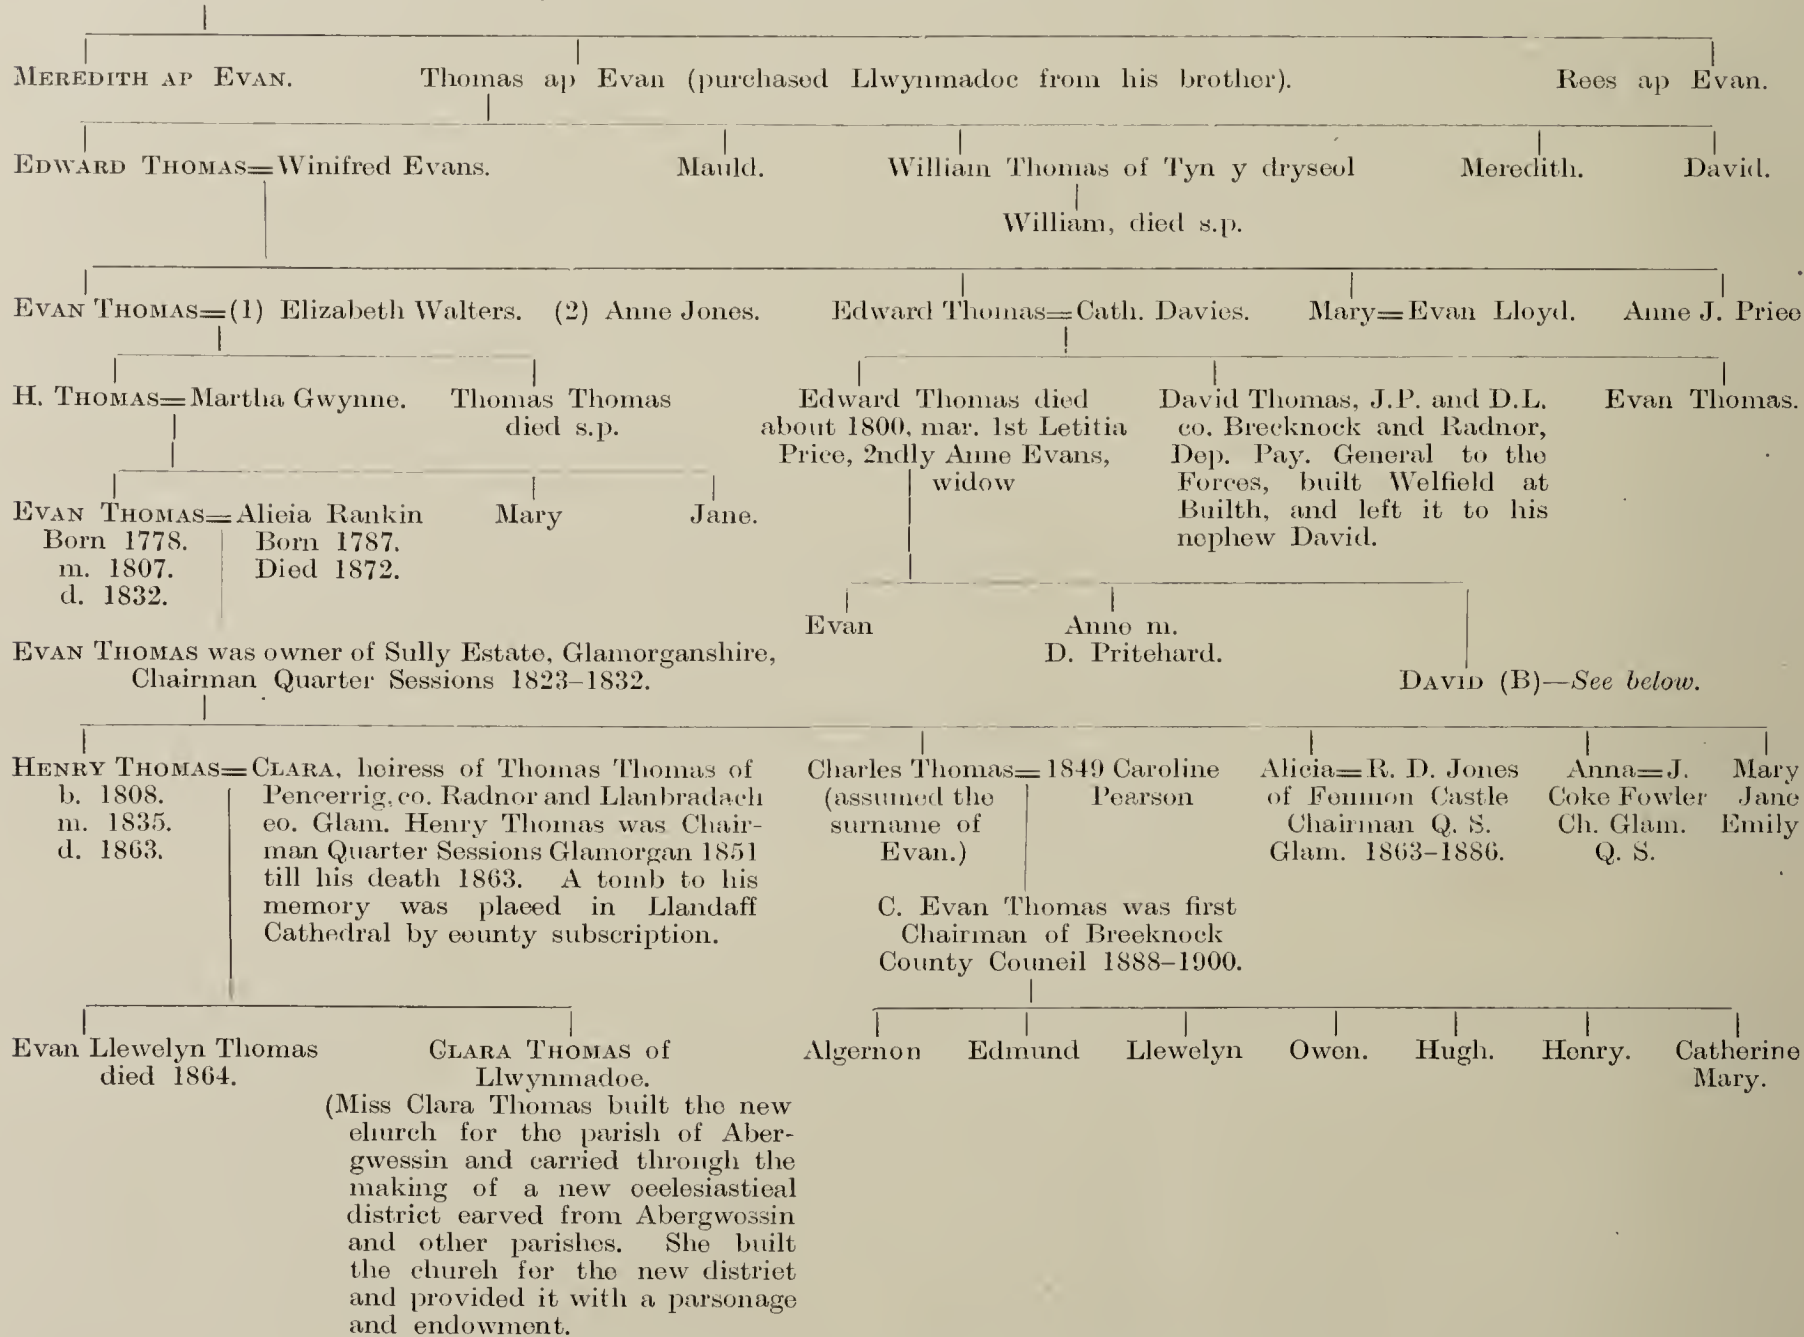 MEREDITH AP EVAN. Thomas ap Evan (purchased Llwynmadoc from his brother). Rees ap Evan.
EDWARD THOMAS=Winifred Evans. Mauld. William Thomas of Tyn y dryseol Meredith. David.
William, died s.p.
EVAN THOMAS=(1) Elizabeth Walters. (2) Anne Jones. Edward Thomas=Cath. Davies. Mary=Evan Lloyd. Anne J. Price
H. THOMAS=Martha Gwynne.
Thomas Thomas
died s.p.
Edward Thomas died
about 1800, mar. 1st Letitia
Price, 2ndly Anne Evans,
widow
David Thomas, J.P. and D.L.
co. Brecknock and Radnor,
Dep. Pay. General to the
Forces, built Welfield at
Builth, and left it to his
nephew David.
Evan Thomas.
EVAN THOMAS=Alicia Rankin
Born 1778. Born 1787.
m. 1807. Died 1872.
d. 1832.
Mary Jane.
Evan
Anne m.
D. Pritchard.
DAVID (B)—See below.
EVAN THOMAS was owner of Sully Estate, Glamorganshire,
Chairman Quarter Sessions 1823–1832.
HENRY THOMAS=
b. 1808.
m. 1835.
d. 1863.
CLARA, heiress of Thomas Thomas of
Pencerrig, co. Radnor and Llanbradach
co. Glam. Henry Thomas was Chair-
man Quarter Sessions Glamorgan 1851
till his death 1863. A tomb to his
memory was placed in Llandaff
Cathedral by county subscription.
Charles Thomas=1849 Caroline
(assumed the Pearson
surname of
Evan.)
C. Evan Thomas was first
Chairman of Brecknock
County Council 1888–1900.
Alicia=R. D. Jones
of Fonmon Castle
Chairman Q. S.
Glam. 1863–1886.
Anna=J.
Coke Fowler
Ch. Glam.
Q. S.
Mary
Jane
Emily
Evan Llewelyn Thomas
died 1864.
CLARA THOMAS of
Llwynmadoc.
(Miss Clara Thomas built the new
church for the parish of Aber-
gwessin and carried through the
making of a new ecclesiastical
district carved from Abergwessin
and other parishes. She built
the church for the new district
and provided it with a parsonage
and endowment.
Algernon Edmund Llewelyn Owen. Hugh. Henry. Catherine
Mary.